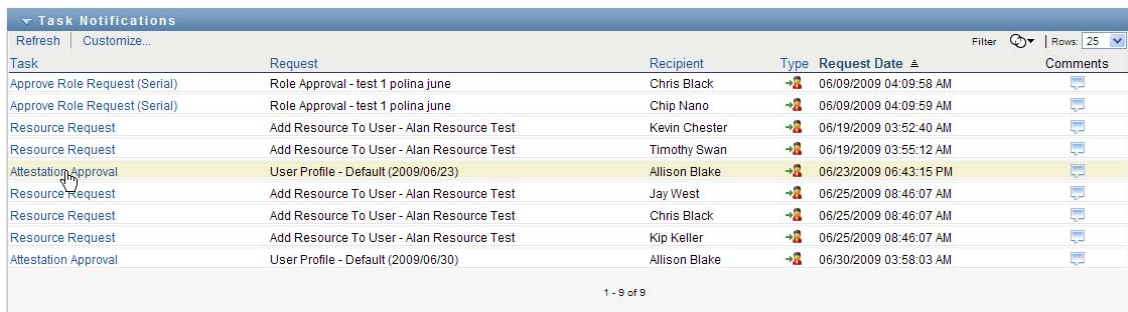 Task Notifications
Refresh Customize... Filter Rows: 25
Task Request Recipient Type Request Date Comments
Approve Role Request (Serial) Role Approval - test 1 polina june Chris Black 06/09/2009 04:09:58 AM
Approve Role Request (Serial) Role Approval - test 1 polina june Chip Nano 06/09/2009 04:09:59 AM
Resource Request Add Resource To User - Alan Resource Test Kevin Chester 06/19/2009 03:52:40 AM
Resource Request Add Resource To User - Alan Resource Test Timothy Swan 06/19/2009 03:55:12 AM
Attestation Approval User Profile - Default (2009/06/23) Allison Blake 06/23/2009 06:43:15 PM
Resource Request Add Resource To User - Alan Resource Test Jay West 06/25/2009 08:46:07 AM
Resource Request Add Resource To User - Alan Resource Test Chris Black 06/25/2009 08:46:07 AM
Resource Request Add Resource To User - Alan Resource Test Kip Keller 06/25/2009 08:46:07 AM
Attestation Approval User Profile - Default (2009/06/30) Allison Blake 06/30/2009 03:58:03 AM
1 - 9 of 9